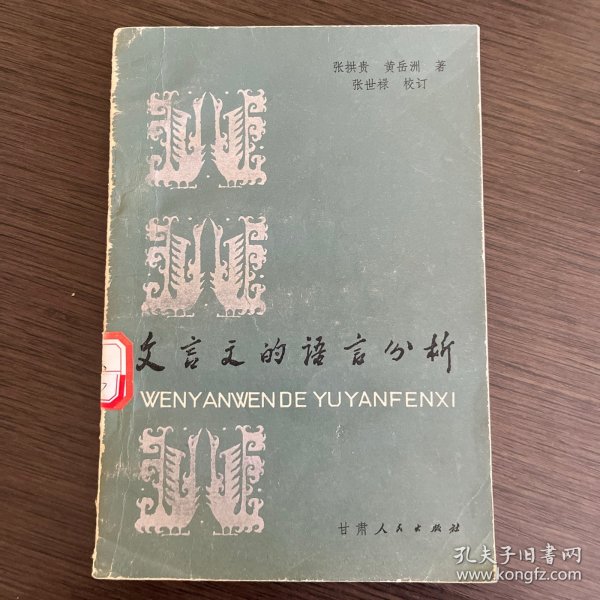 张拱贵 黄岳洲 著
张世禄 校订
文言文的语言分析
WENYANWENDE YUYANFENXI
甘肃人民出版社
孔夫子旧书网
www.kongfz.com